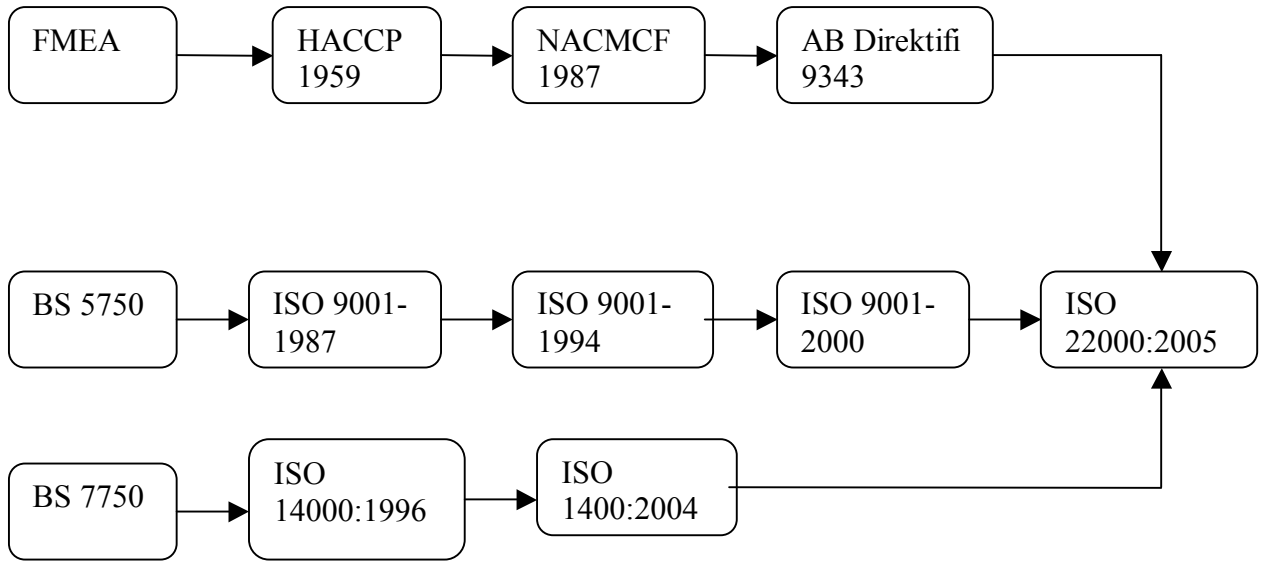 FMEA
HACCP
1959
NACMCF
1987
AB Direktifi
9343
BS 5750
ISO 9001-
1987
ISO 9001-
1994
ISO 9001-
2000
ISO
22000:2005
BS 7750
ISO
14000:1996
ISO
1400:2004